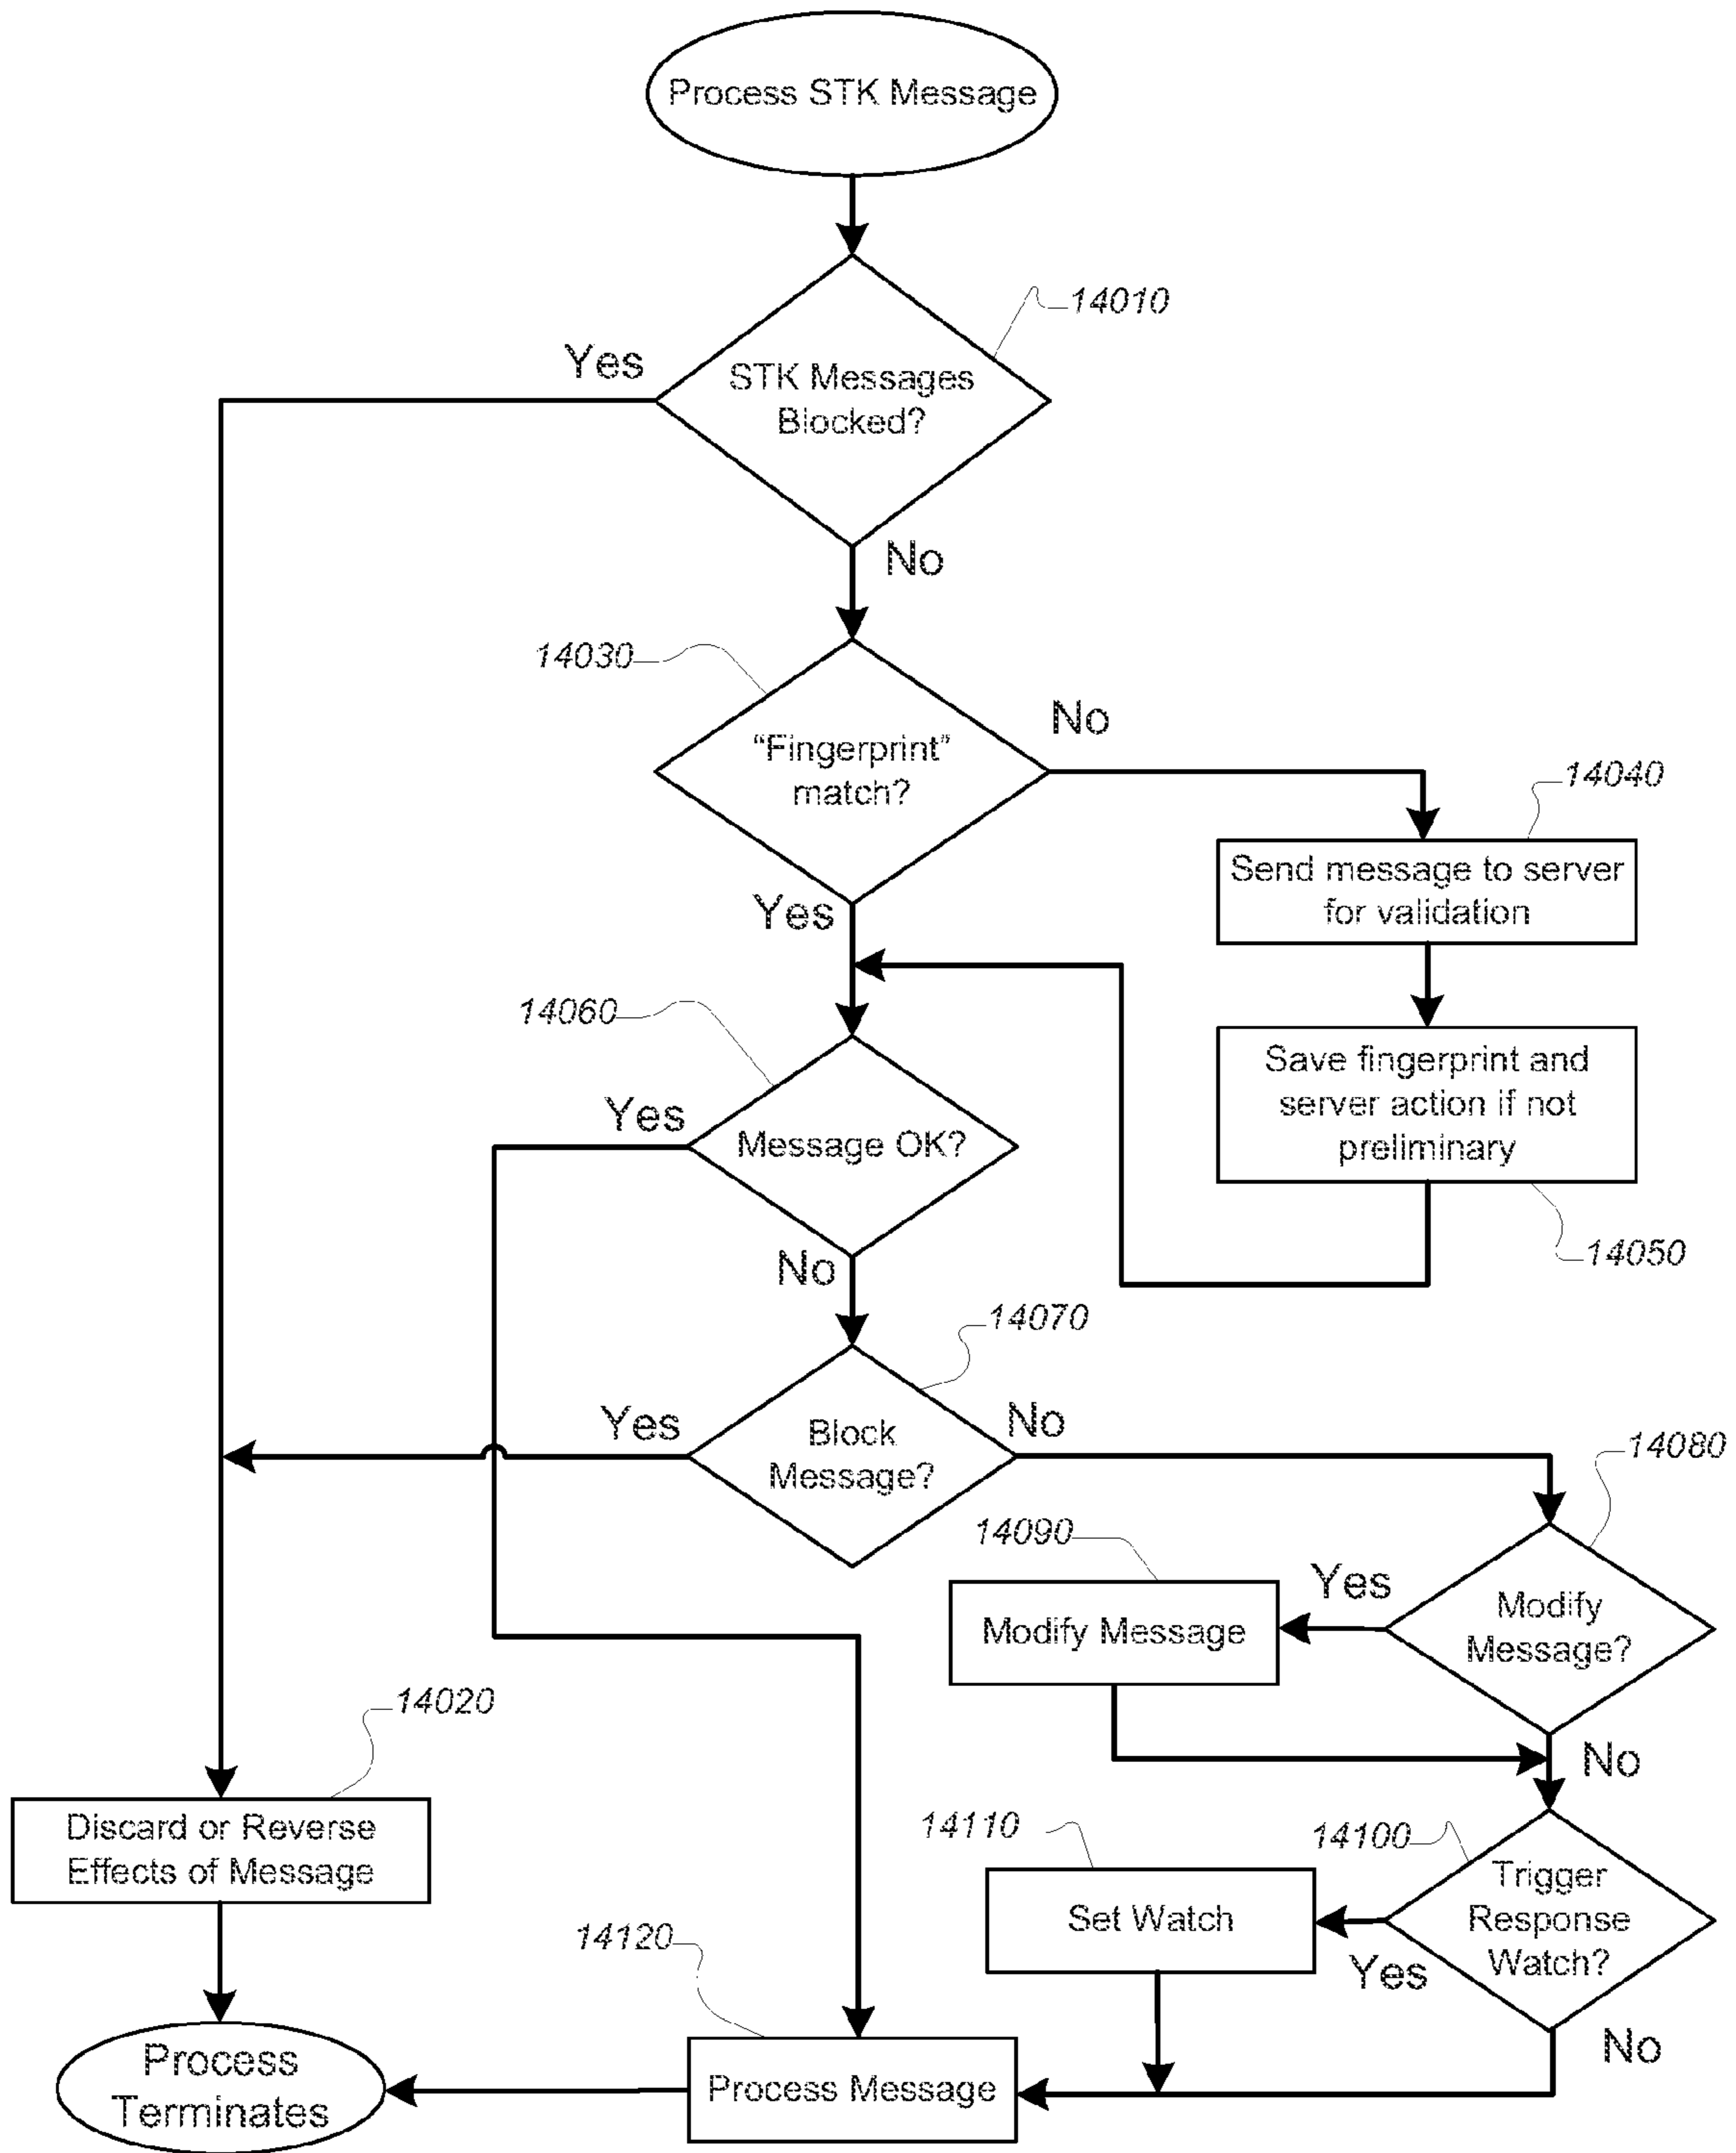 Process STK Message
14010
Yes
STK Messages
Blocked?
No
14030
No
"Fingerprint"
match?
14040
Send message to server
for validation
Yes
14060
Save fingerprint and
server action if not
preliminary
Yes
Message OK?
14050
No
14070
Yes
No
Block
Message?
14080
14090
Yes
Modify
Message?
Modify Message
14020
No
Discard or Reverse
Effects of Message
14110
14100
Trigger
Response
Watch?
Set Watch
14120
Yes
No
Process
Terminates
Process Message